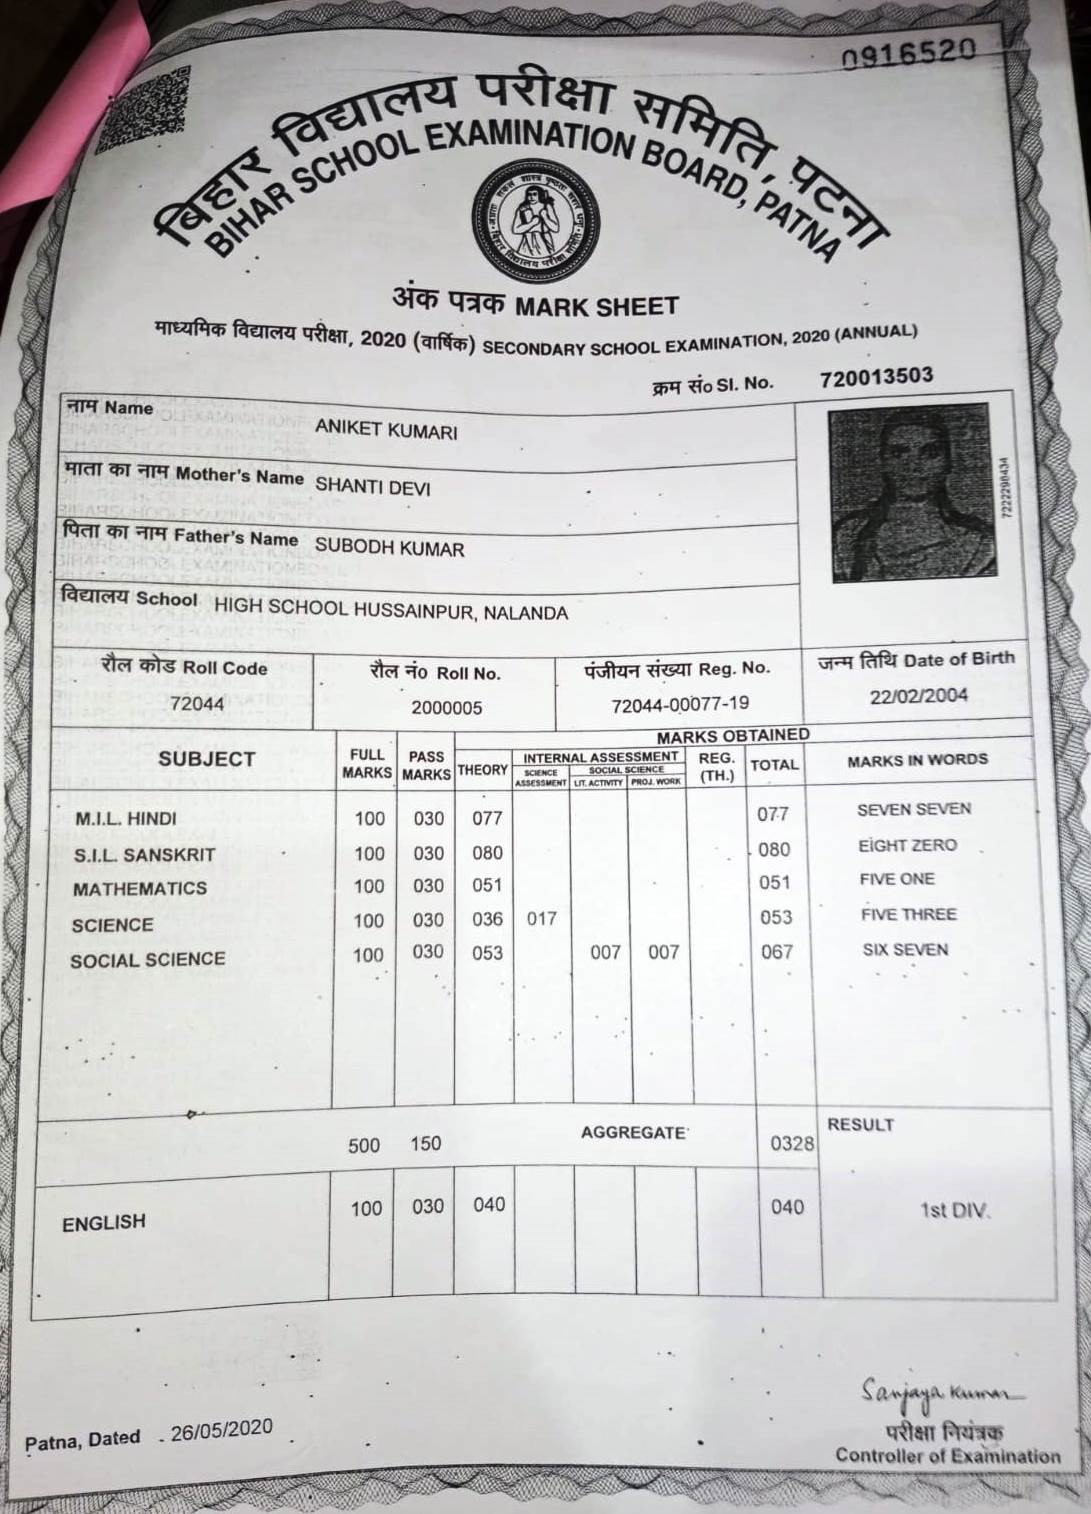 0916520
बिहार विद्यालय परीक्षा समिति, पटना
BIHAR SCHOOL EXAMINATION BOARD, PATNA
अंक पत्रक MARK SHEET
माध्यमिक विद्यालय परीक्षा, 2020 (वार्षिक) SECONDARY SCHOOL EXAMINATION, 2020 (ANNUAL)
क्रम सं० Sl. No. 720013503
नाम Name ANIKET KUMARI
माता का नाम Mother's Name SHANTI DEVI
7222290434
पिता का नाम Father's Name SUBODH KUMAR
विद्यालय School HIGH SCHOOL HUSSAINPUR, NALANDA
रौल कोड Roll Code रौल नं० Roll No. पंजीयन संख्या Reg. No. जन्म तिथि Date of Birth
72044 2000005 72044-00077-19 22/02/2004
MARKS OBTAINED
SUBJECT FULL MARKS PASS MARKS THEORY INTERNAL ASSESSMENT REG. (TH.) TOTAL MARKS IN WORDS
SCIENCE ASSESSMENT SOCIAL SCIENCE
LIT. ACTIVITY PROJ. WORK
M.I.L. HINDI 100 030 077 077 SEVEN SEVEN
S.I.L. SANSKRIT 100 030 080 080 EIGHT ZERO
MATHEMATICS 100 030 051 051 FIVE ONE
SCIENCE 100 030 036 017 053 FIVE THREE
SOCIAL SCIENCE 100 030 053 007 007 067 SIX SEVEN
500 150 AGGREGATE 0328 RESULT
ENGLISH 100 030 040 040 1st DIV.
Sanjaya Kumar
Patna, Dated 26/05/2020
परीक्षा नियंत्रक
Controller of Examination